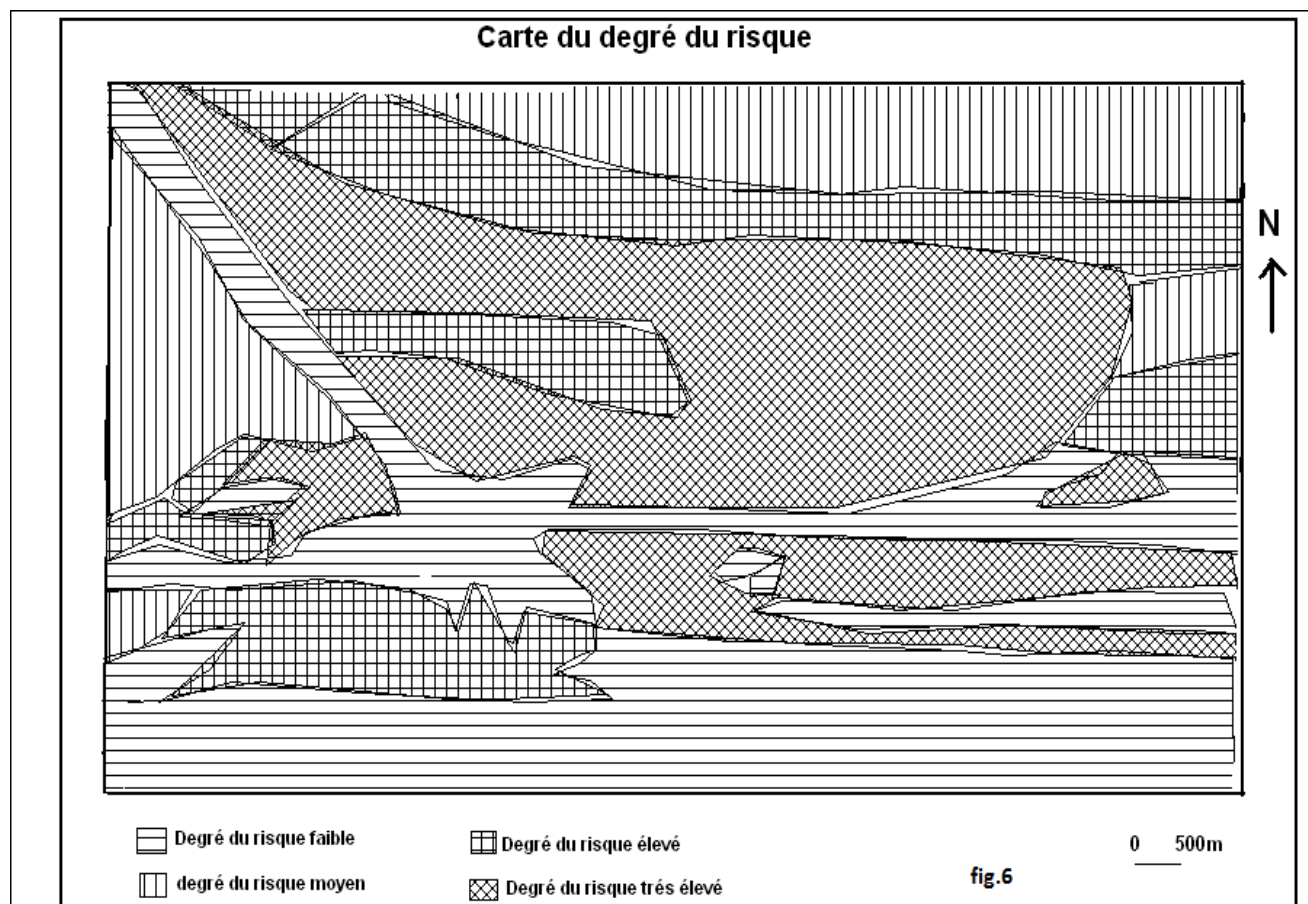 Carte du degré du risque
N
Degré du risque faible
Degré du risque élevé
0 500m
degré du risque moyen
Degré du risque trés élevé
fig.6